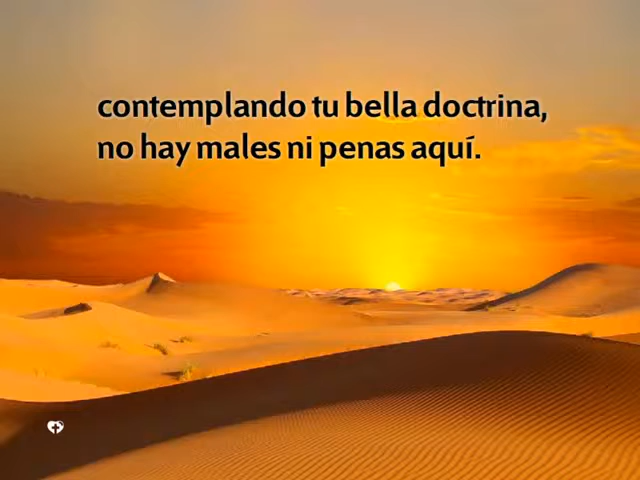 contemplando tu bella doctrina,
no hay males ni penas aquí.